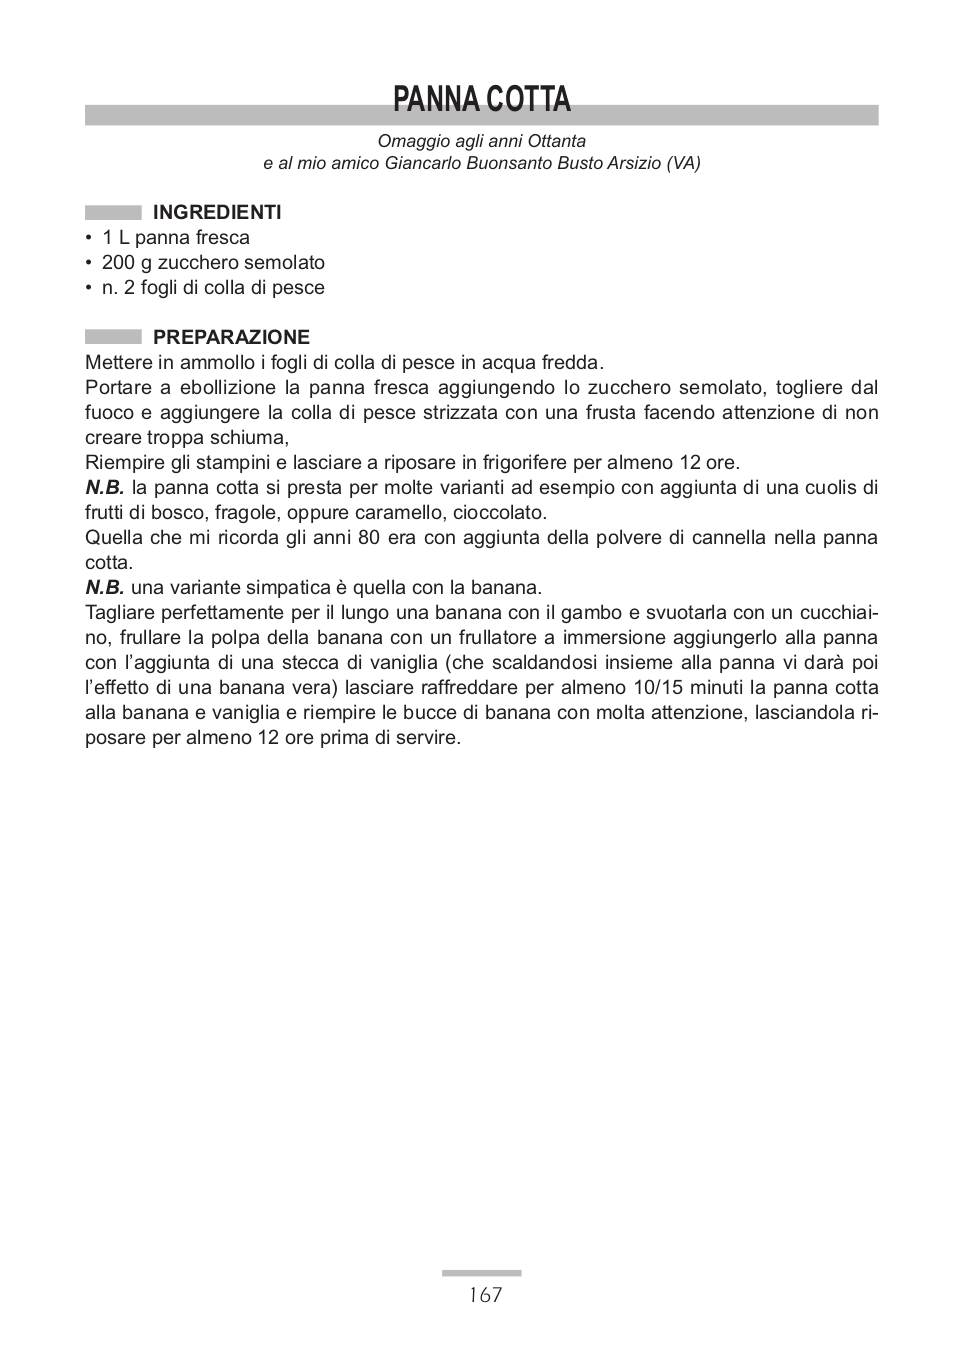 PANNA COTTA
Omaggio agli anni Ottanta
e al mio amico Giancarlo Buonsanto Busto Arsizio (VA)
INGREDIENTI
• 1 L panna fresca
• 200 g zucchero semolato
• n. 2 fogli di colla di pesce
PREPARAZIONE
Mettere in ammollo i fogli di colla di pesce in acqua fredda.
Portare a ebollizione la panna fresca aggiungendo lo zucchero semolato, togliere dal
fuoco e aggiungere la colla di pesce strizzata con una frusta facendo attenzione di non
creare troppa schiuma,
Riempire gli stampini e lasciare a riposare in frigorifere per almeno 12 ore.
N.B. la panna cotta si presta per molte varianti ad esempio con aggiunta di una cuolis di
frutti di bosco, fragole, oppure caramello, cioccolato.
Quella che mi ricorda gli anni 80 era con aggiunta della polvere di cannella nella panna
cotta.
N.B. una variante simpatica è quella con la banana.
Tagliare perfettamente per il lungo una banana con il gambo e svuotarla con un cucchiai-
no, frullare la polpa della banana con un frullatore a immersione aggiungerlo alla panna
con l’aggiunta di una stecca di vaniglia (che scaldandosi insieme alla panna vi darà poi
l’effetto di una banana vera) lasciare raffreddare per almeno 10/15 minuti la panna cotta
alla banana e vaniglia e riempire le bucce di banana con molta attenzione, lasciandola ri-
posare per almeno 12 ore prima di servire.
167